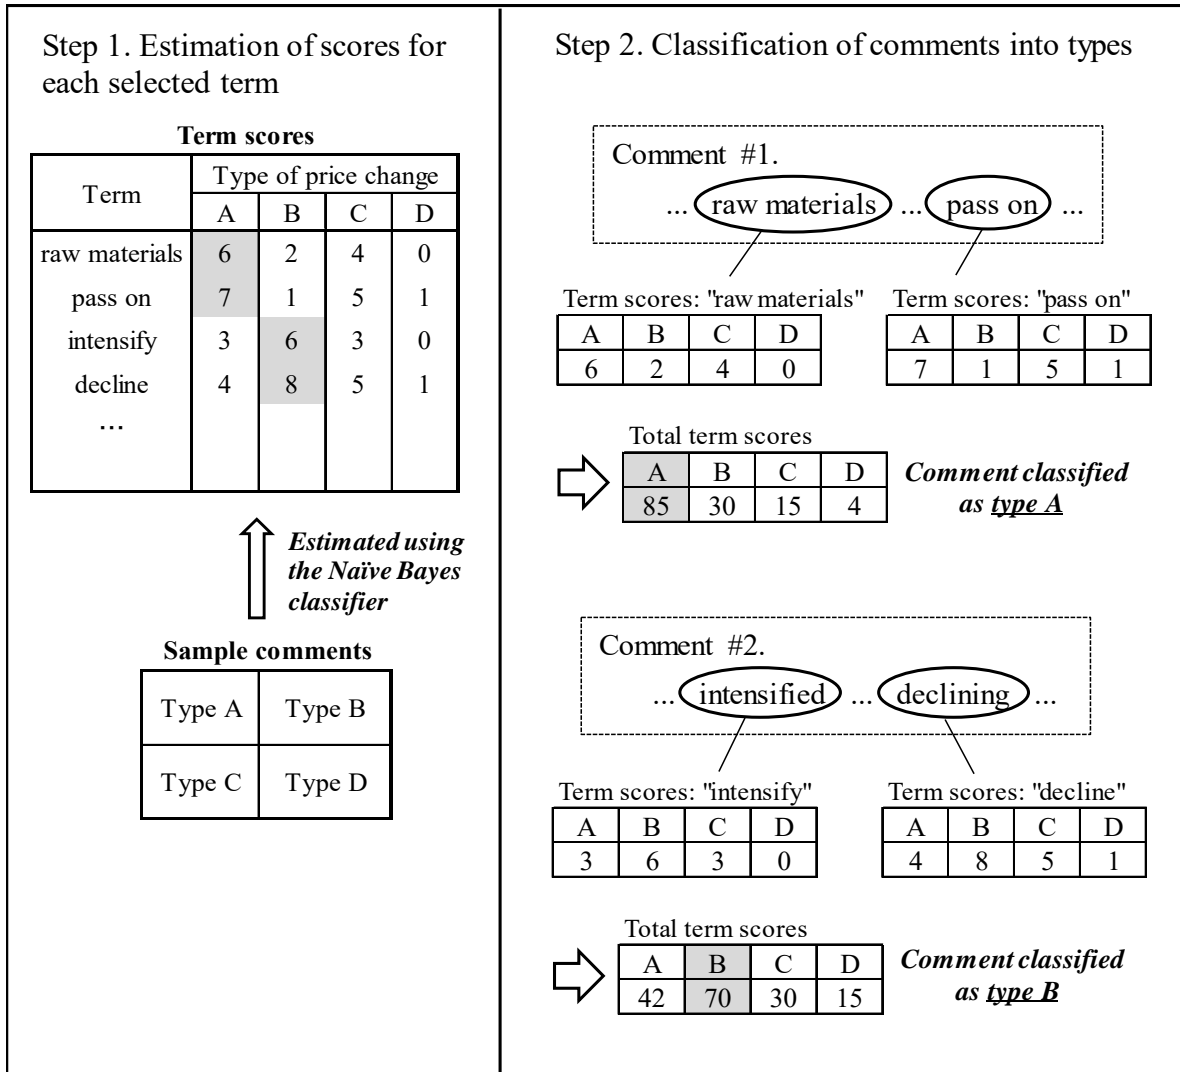 Step 1. Estimation of scores for
each selected term
Term scores
Term
Type of price change
A B C D
raw materials 6 2 4 0
pass on 7 1 5 1
intensify 3 6 3 0
decline 4 8 5 1
...
Estimated using
the Naïve Bayes
classifier
Sample comments
Type A Type B
Type C Type D
Step 2. Classification of comments into types
Comment #1.
... raw materials ... pass on ...
Term scores: "raw materials" Term scores: "pass on"
A B C D A B C D
6 2 4 0 7 1 5 1
Total term scores
A B C D
85 30 15 4
Comment classified
as type A
Comment #2.
... intensified ... declining ...
Term scores: "intensify" Term scores: "decline"
A B C D A B C D
3 6 3 0 4 8 5 1
Total term scores
A B C D
42 70 30 15
Comment classified
as type B